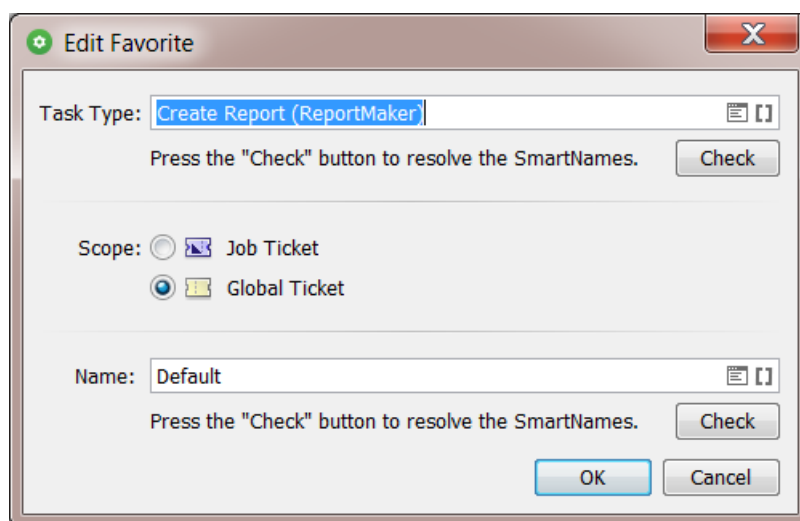 Edit Favorite
Task Type: Create Report (ReportMaker)
Press the "Check" button to resolve the SmartNames. Check
Scope: Job Ticket
Global Ticket
Name: Default
Press the "Check" button to resolve the SmartNames. Check
OK Cancel